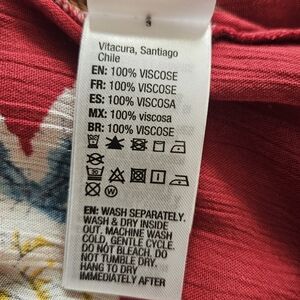 Vitacura, Santiago
Chile
EN: 100% VISCOSE
FR: 100% VISCOSE
ES: 100% VISCOSA
MX: 100% viscosa
BR: 100% VISCOSE
W
EN: WASH SEPARATELY.
WASH & DRY INSIDE
OUT. MACHINE WASH
COLD, GENTLE CYCLE.
DO NOT BLEACH. DO
NOT TUMBLE DRY.
HANG TO DRY
IMMEDIATELY AFTER